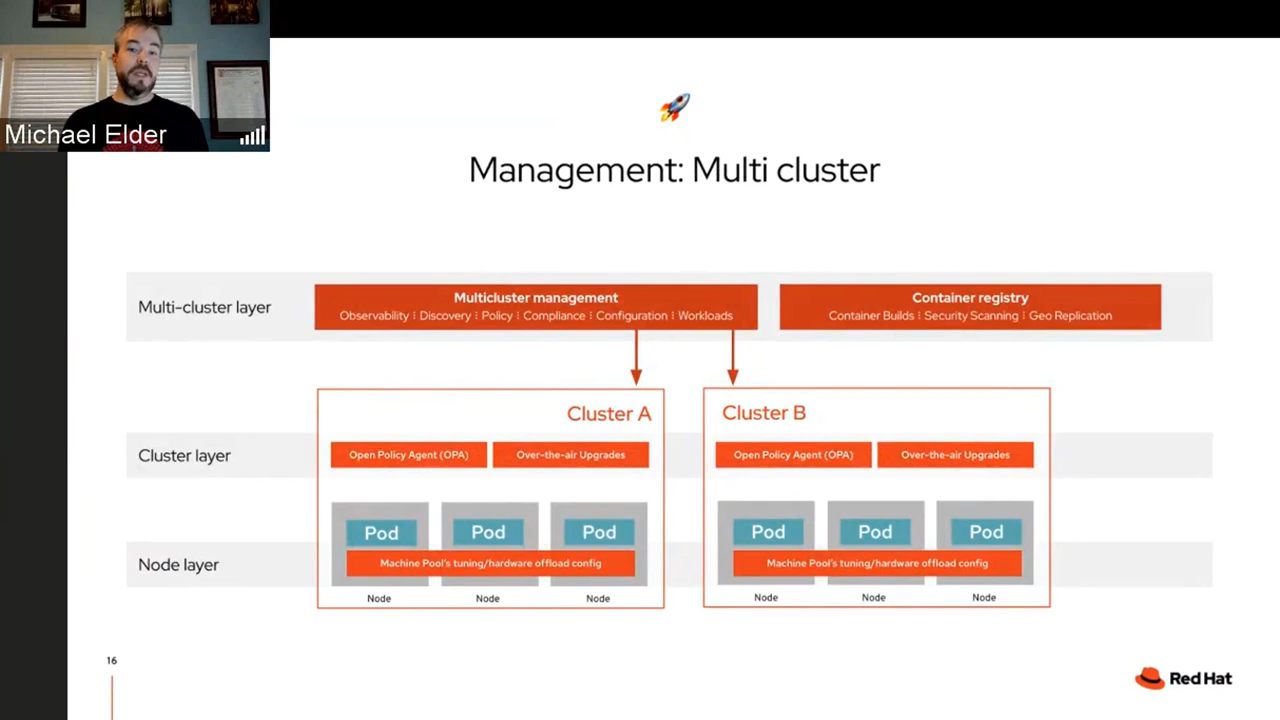 Michael Elder
Management: Multi cluster
Multi-cluster layer
Multicluster management
Observability ⁝ Discovery ⁝ Policy ⁝ Compliance ⁝ Configuration ⁝ Workloads
Container registry
Container Builds ⁝ Security Scanning ⁝ Geo Replication
Cluster A
Cluster B
Cluster layer
Open Policy Agent (OPA)
Over-the-air Upgrades
Open Policy Agent (OPA)
Over-the-air Upgrades
Node layer
Pod
Pod
Pod
Machine Pool's tuning/hardware offload config
Node
Node
Node
Pod
Pod
Pod
Machine Pool's tuning/hardware offload config
Node
Node
Node
16
Red Hat